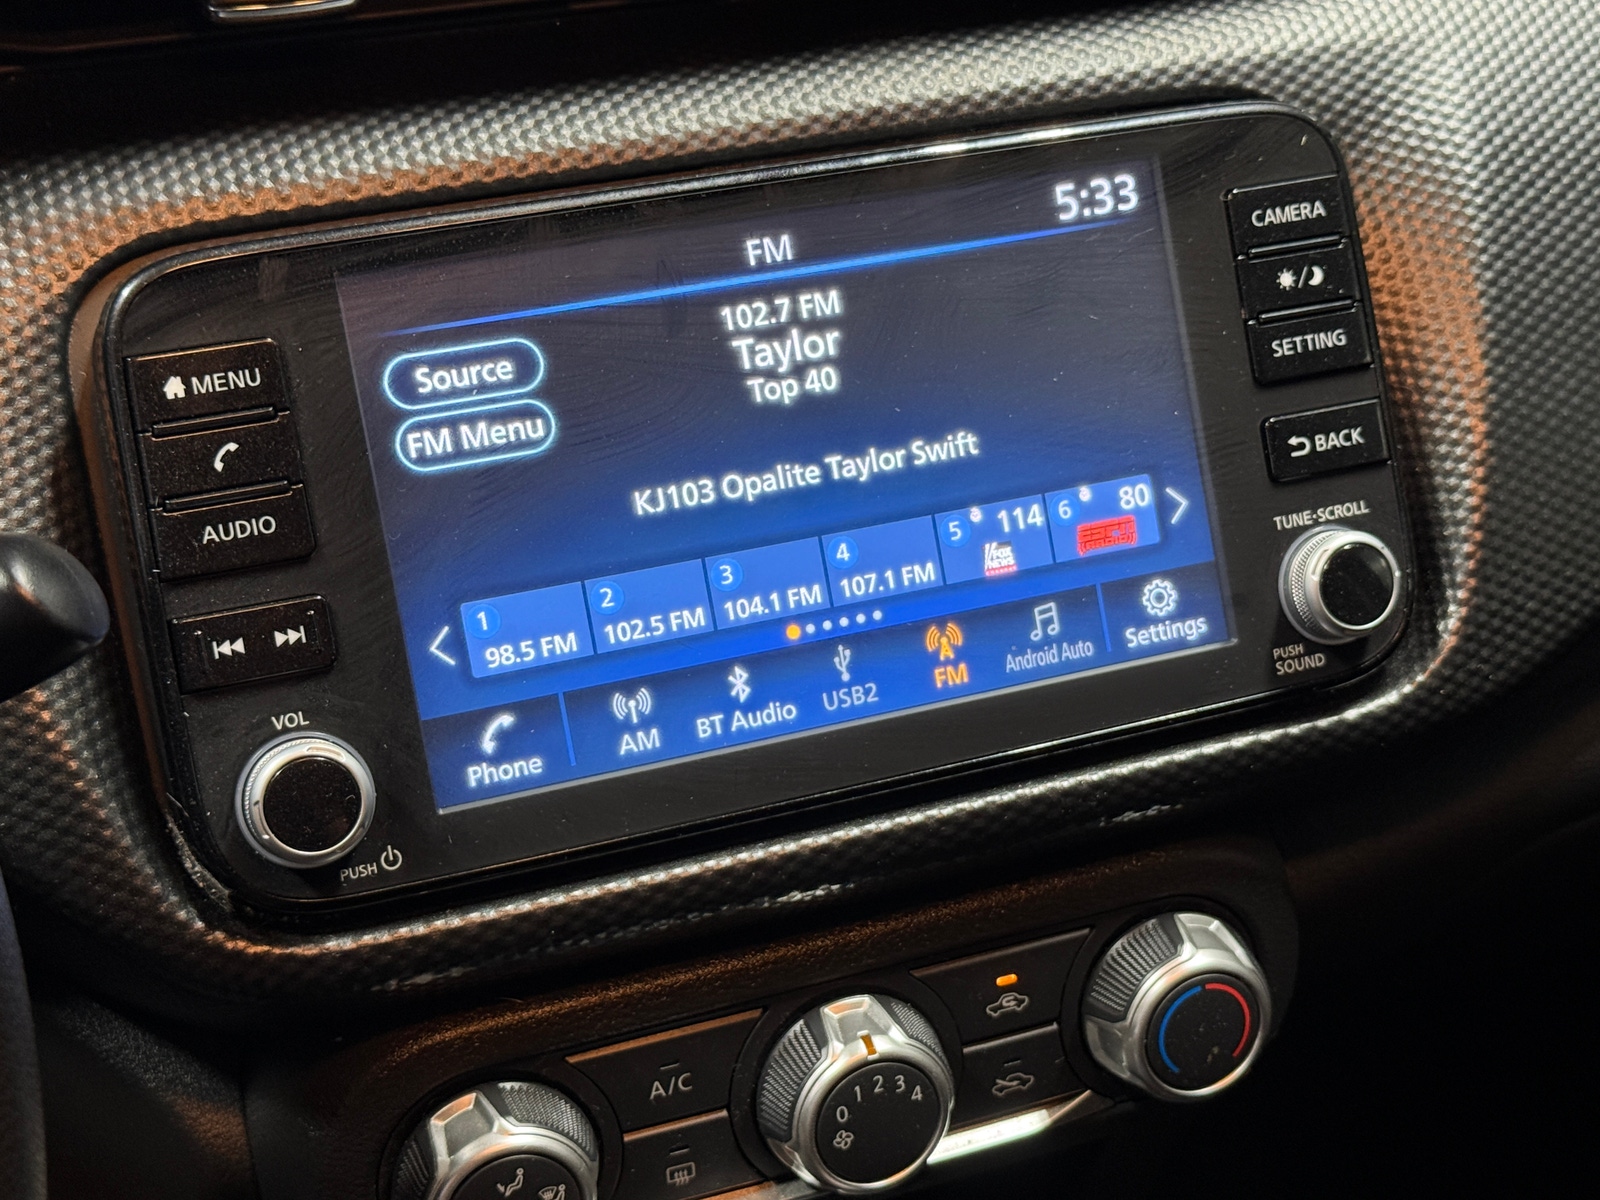 5:33
FM
102.7 FM
Taylor
Top 40
Source
FM Menu
KJ103 Opalite Taylor Swift
1 98.5 FM
2 102.5 FM
3 104.1 FM
4 107.1 FM
5 114
FOX NEWS
6 80
Phone
AM
BT Audio
USB2
FM
Android Auto
Settings
MENU
AUDIO
VOL
PUSH
CAMERA
SETTING
BACK
TUNE·SCROLL
PUSH
SOUND
A/C
0 1 2 3 4